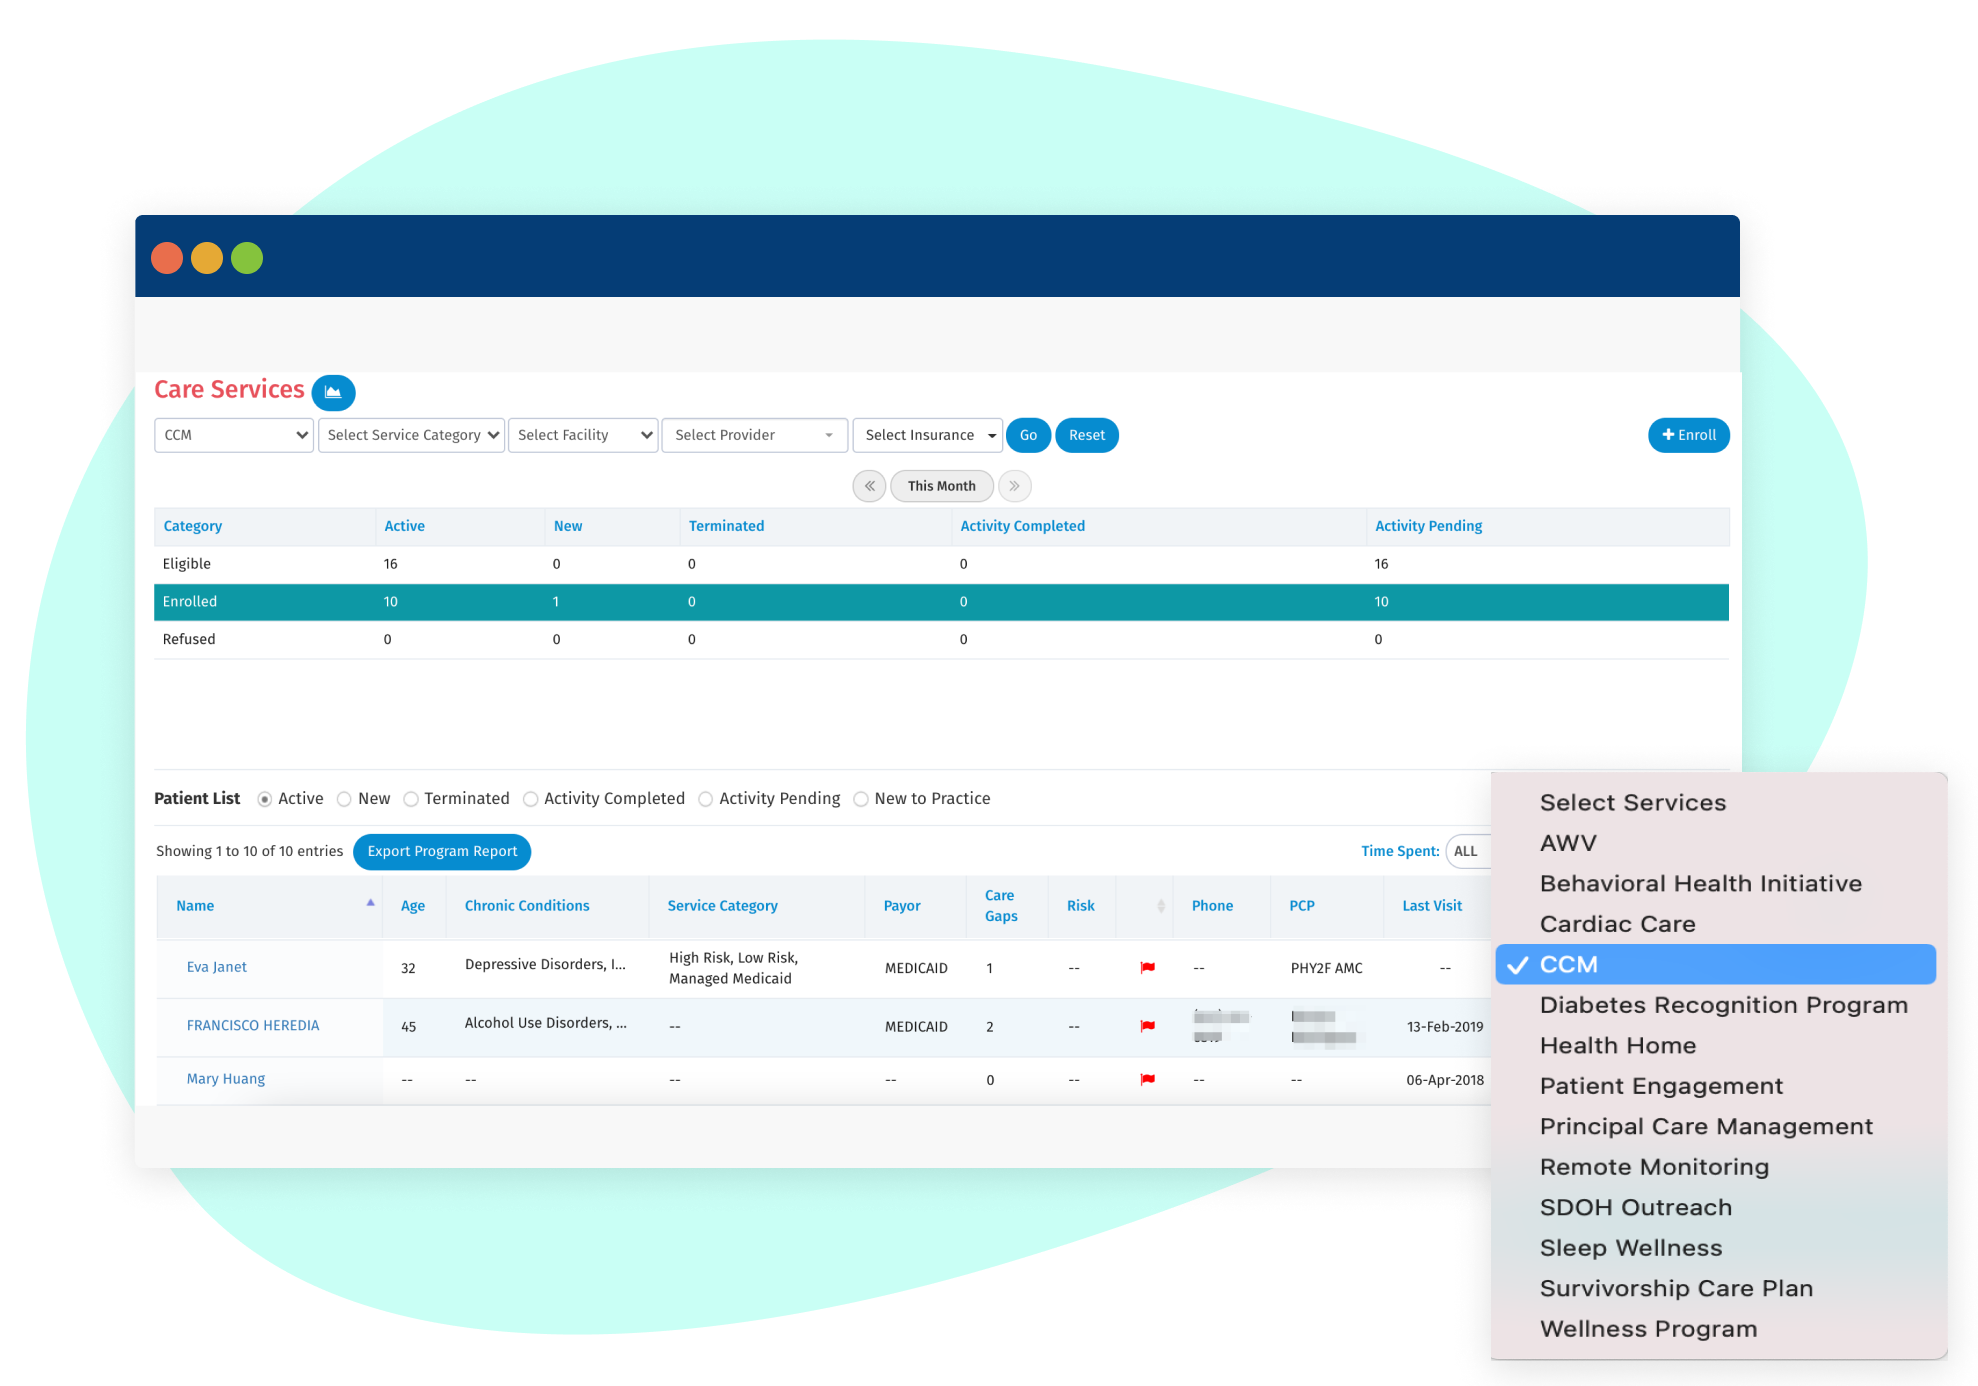 Care Services
CCM Select Service Category Select Facility Select Provider Select Insurance Go Reset + Enroll
« This Month »
Category Active New Terminated Activity Completed Activity Pending
Eligible 16 0 0 0 16
Enrolled 10 1 0 0 10
Refused 0 0 0 0 0
Patient List Active New Terminated Activity Completed Activity Pending New to Practice
Showing 1 to 10 of 10 entries Export Program Report Time Spent: ALL
Name Age Chronic Conditions Service Category Payor Care Gaps Risk Phone PCP Last Visit
Eva Janet 32 Depressive Disorders, I... High Risk, Low Risk, Managed Medicaid MEDICAID 1 -- -- PHY2F AMC --
FRANCISCO HEREDIA 45 Alcohol Use Disorders, ... -- MEDICAID 2 -- 13-Feb-2019
Mary Huang -- -- -- -- 0 -- -- -- 06-Apr-2018
Select Services
AWV
Behavioral Health Initiative
Cardiac Care
✓ CCM
Diabetes Recognition Program
Health Home
Patient Engagement
Principal Care Management
Remote Monitoring
SDOH Outreach
Sleep Wellness
Survivorship Care Plan
Wellness Program